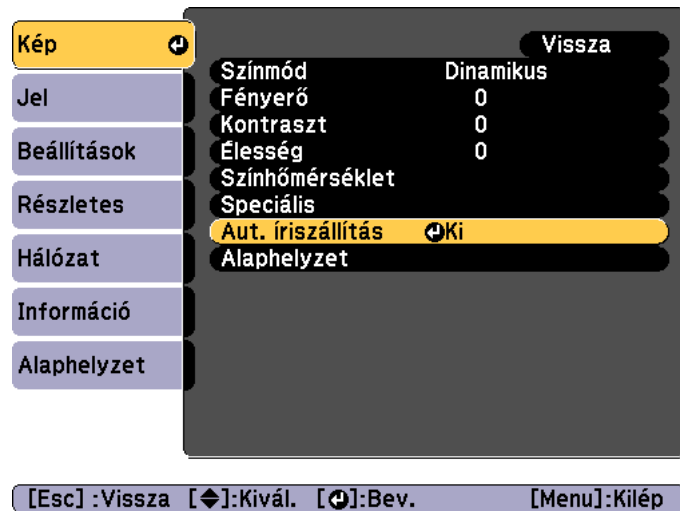 Kép
Jel
Beállítások
Részletes
Hálózat
Információ
Alaphelyzet
Vissza
Színmód Dinamikus
Fényerő 0
Kontraszt 0
Élesség 0
Színhőmérséklet
Speciális
Aut. íriszállítás Ki
Alaphelyzet
[Esc] :Vissza [◆]:Kivál. [↵]:Bev. [Menu]:Kilép